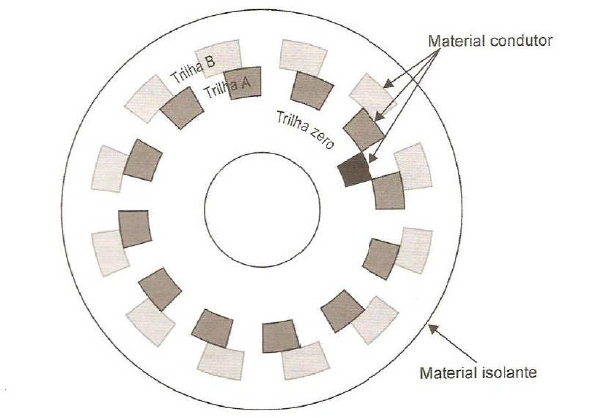 Material condutor
Trilha B
Trilha A
Trilha zero
Material isolante